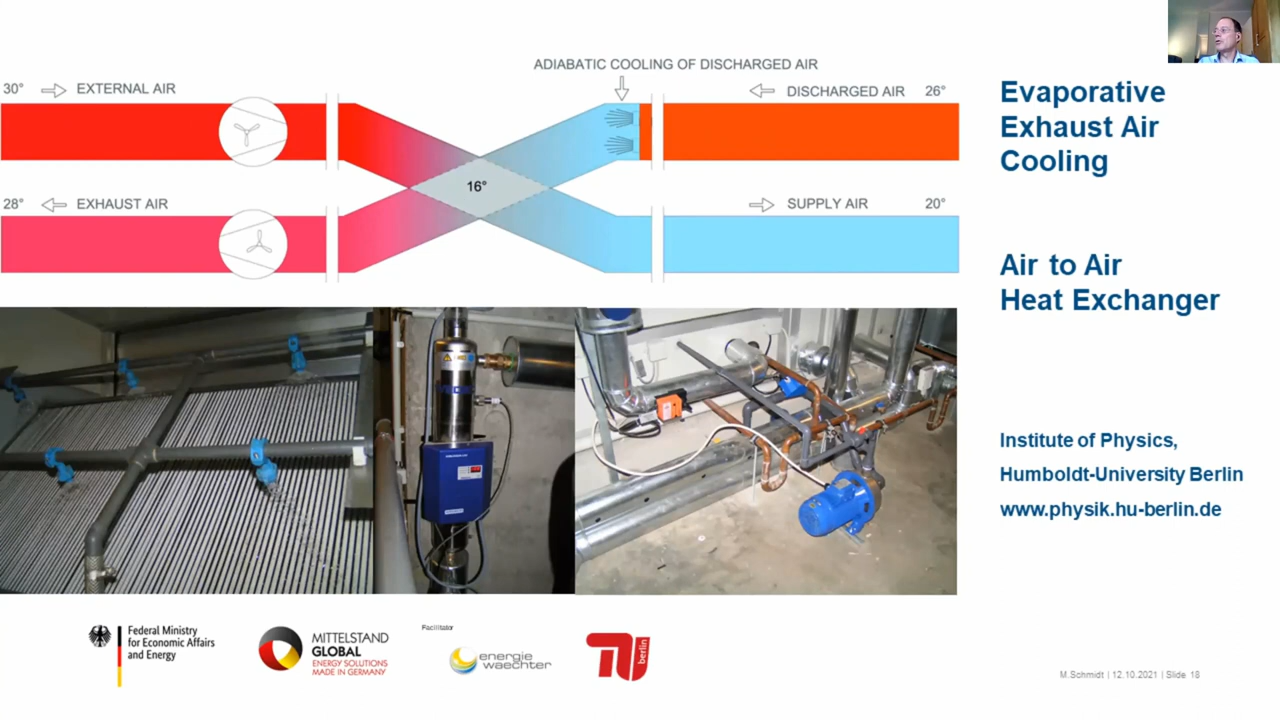 ADIABATIC COOLING OF DISCHARGED AIR
30° EXTERNAL AIR
DISCHARGED AIR 26°
16°
28° EXHAUST AIR
SUPPLY AIR 20°
Evaporative
Exhaust Air
Cooling
Air to Air
Heat Exchanger
Institute of Physics,
Humboldt-University Berlin
www.physik.hu-berlin.de
Federal Ministry
for Economic Affairs
and Energy
MITTELSTAND
GLOBAL
ENERGY SOLUTIONS
MADE IN GERMANY
Facilitator
energie
waechter
berlin
M.Schmidt | 12.10.2021 | Slide 18